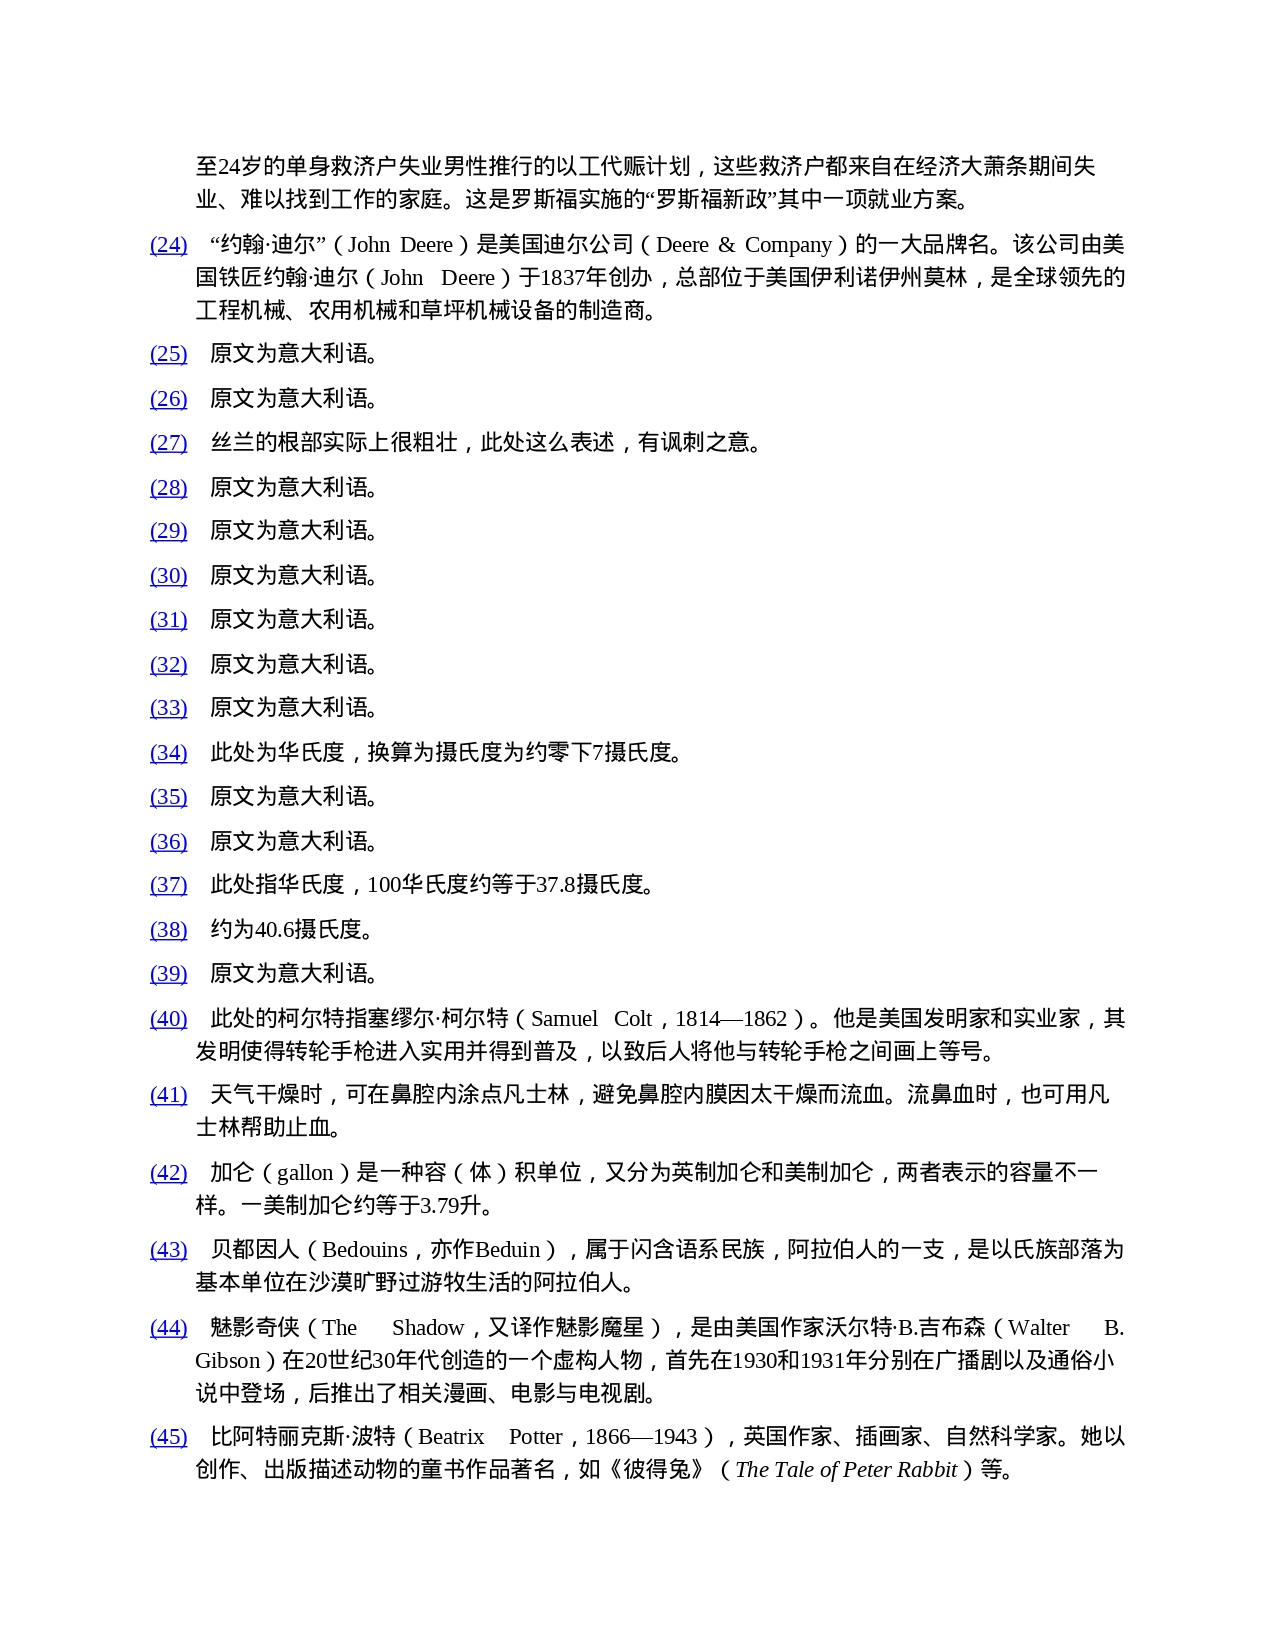 至24岁的单身救济户失业男性推行的以工代赈计划，这些救济户都来自在经济大萧条期间失
业、难以找到工作的家庭。这是罗斯福实施的“罗斯福新政”其中一项就业方案。
(24) “约翰·迪尔”（John Deere）是美国迪尔公司（Deere & Company）的一大品牌名。该公司由美
国铁匠约翰·迪尔（John Deere）于1837年创办，总部位于美国伊利诺伊州莫林，是全球领先的
工程机械、农用机械和草坪机械设备的制造商。
(25) 原文为意大利语。
(26) 原文为意大利语。
(27) 丝兰的根部实际上很粗壮，此处这么表述，有讽刺之意。
(28) 原文为意大利语。
(29) 原文为意大利语。
(30) 原文为意大利语。
(31) 原文为意大利语。
(32) 原文为意大利语。
(33) 原文为意大利语。
(34) 此处为华氏度，换算为摄氏度为约零下7摄氏度。
(35) 原文为意大利语。
(36) 原文为意大利语。
(37) 此处指华氏度，100华氏度约等于37.8摄氏度。
(38) 约为40.6摄氏度。
(39) 原文为意大利语。
(40) 此处的柯尔特指塞缪尔·柯尔特（Samuel Colt，1814—1862）。他是美国发明家和实业家，其
发明使得转轮手枪进入实用并得到普及，以致后人将他与转轮手枪之间画上等号。
(41) 天气干燥时，可在鼻腔内涂点凡士林，避免鼻腔内膜因太干燥而流血。流鼻血时，也可用凡
士林帮助止血。
(42) 加仑（gallon）是一种容（体）积单位，又分为英制加仑和美制加仑，两者表示的容量不一
样。一美制加仑约等于3.79升。
(43) 贝都因人（Bedouins，亦作Beduin），属于闪含语系民族，阿拉伯人的一支，是以氏族部落为
基本单位在沙漠旷野过游牧生活的阿拉伯人。
(44) 魅影奇侠（The Shadow，又译作魅影魔星），是由美国作家沃尔特·B.吉布森（Walter B.
Gibson）在20世纪30年代创造的一个虚构人物，首先在1930和1931年分别在广播剧以及通俗小
说中登场，后推出了相关漫画、电影与电视剧。
(45) 比阿特丽克斯·波特（Beatrix Potter，1866—1943），英国作家、插画家、自然科学家。她以
创作、出版描述动物的童书作品著名，如《彼得兔》（The Tale of Peter Rabbit）等。